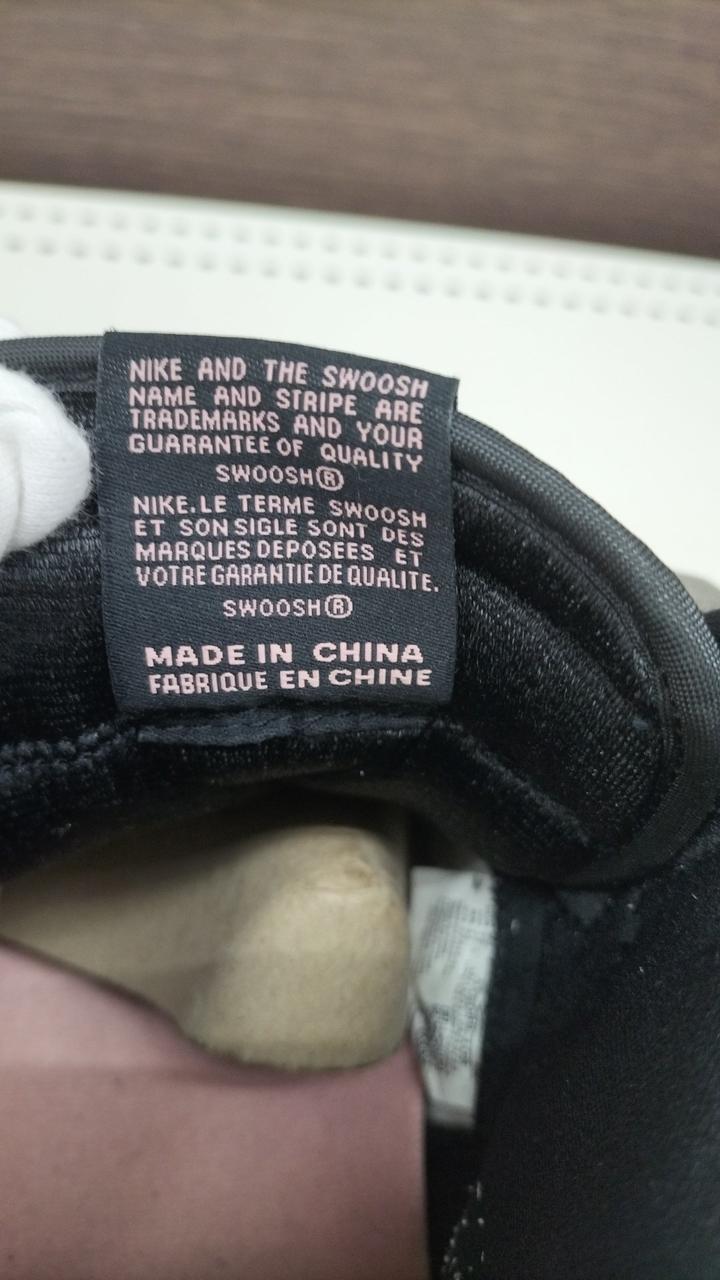 NIKE AND THE SWOOSH
NAME AND STRIPE ARE
TRADEMARKS AND YOUR
GUARANTEE OF QUALITY
SWOOSH®
NIKE.LE TERME SWOOSH
ET SON SIGLE SONT DES
MARQUES DEPOSEES ET
VOTRE GARANTIE DE QUALITE.
SWOOSH®
MADE IN CHINA
FABRIQUE EN CHINE